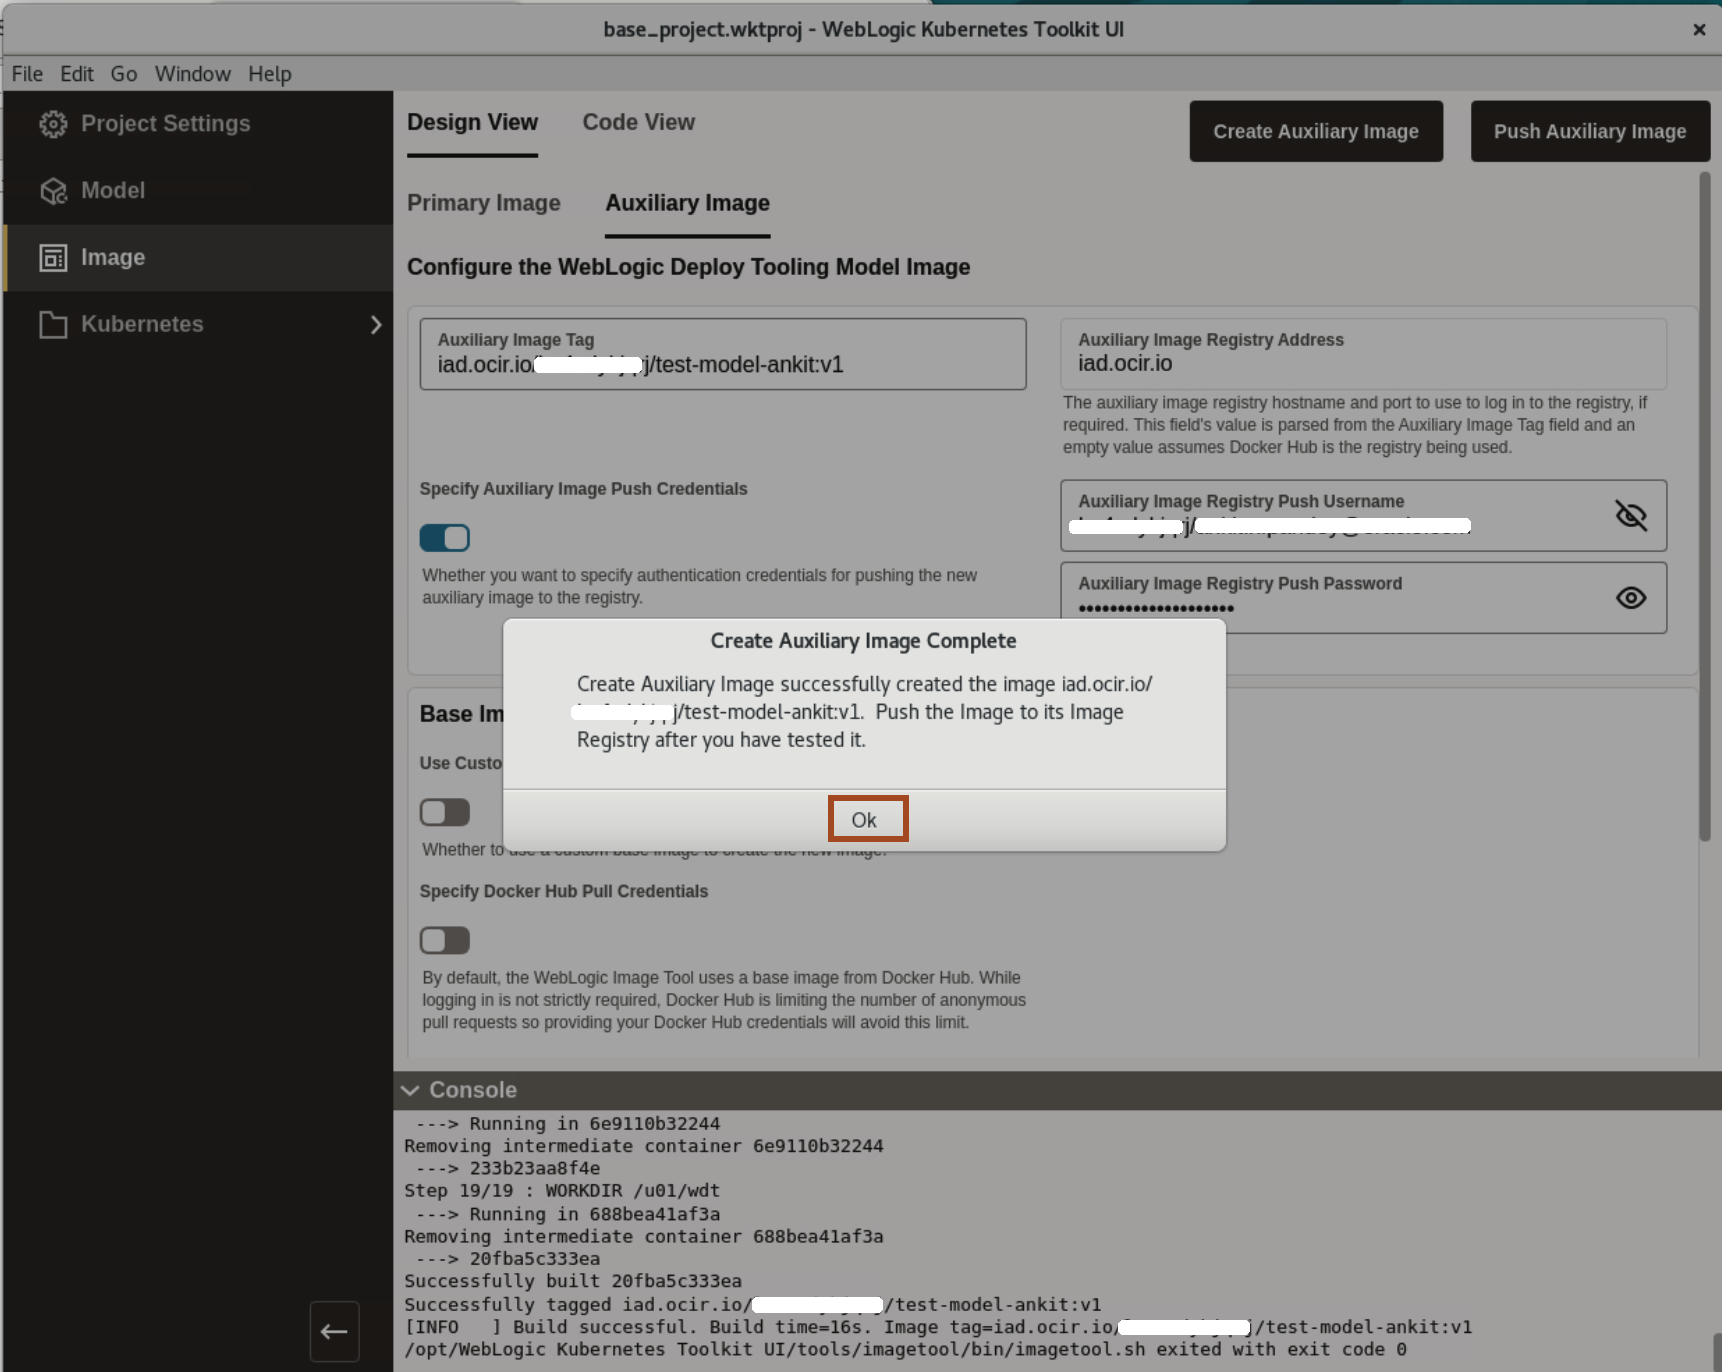 base_project.wktproj - WebLogic Kubernetes Toolkit UI
File Edit Go Window Help
Project Settings
Model
Image
Kubernetes
Design View Code View
Create Auxiliary Image
Push Auxiliary Image
Primary Image Auxiliary Image
Configure the WebLogic Deploy Tooling Model Image
Auxiliary Image Tag
iad.ocir.io/ /test-model-ankit:v1
Auxiliary Image Registry Address
iad.ocir.io
The auxiliary image registry hostname and port to use to log in to the registry, if
required. This field's value is parsed from the Auxiliary Image Tag field and an
empty value assumes Docker Hub is the registry being used.
Specify Auxiliary Image Push Credentials
Whether you want to specify authentication credentials for pushing the new
auxiliary image to the registry.
Auxiliary Image Registry Push Username
Auxiliary Image Registry Push Password
••••••••••••••••••••
Create Auxiliary Image Complete
Create Auxiliary Image successfully created the image iad.ocir.io/
/test-model-ankit:v1. Push the Image to its Image
Registry after you have tested it.
Ok
Base Im
Use Custo
Whether to use a custom base image to create the new image.
Specify Docker Hub Pull Credentials
By default, the WebLogic Image Tool uses a base image from Docker Hub. While
logging in is not strictly required, Docker Hub is limiting the number of anonymous
pull requests so providing your Docker Hub credentials will avoid this limit.
Console
---> Running in 6e9110b32244
Removing intermediate container 6e9110b32244
---> 233b23aa8f4e
Step 19/19 : WORKDIR /u01/wdt
---> Running in 688bea41af3a
Removing intermediate container 688bea41af3a
---> 20fba5c333ea
Successfully built 20fba5c333ea
Successfully tagged iad.ocir.io/ /test-model-ankit:v1
[INFO   ] Build successful. Build time=16s. Image tag=iad.ocir.io/ /test-model-ankit:v1
/opt/WebLogic Kubernetes Toolkit UI/tools/imagetool/bin/imagetool.sh exited with exit code 0